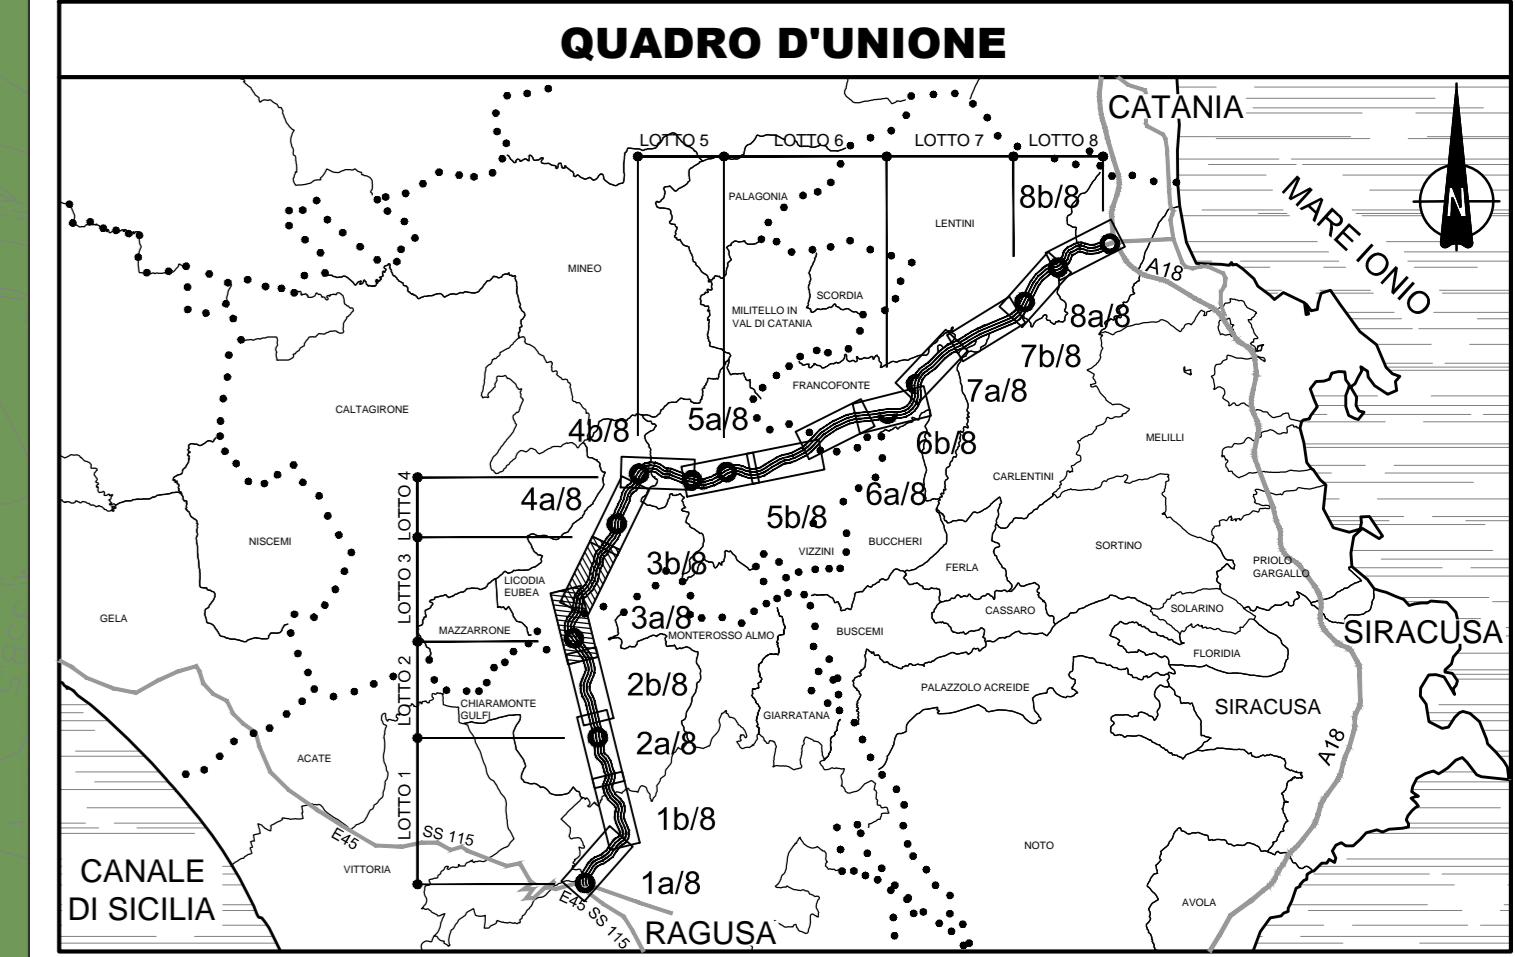 QUADRO D'UNIONE
CATANIA
LOTTO 5
LOTTO 6
LOTTO 7
LOTTO 8
8b/8
MARE IONIO
N
PALAGONIA
LENTINI
MINEO
A18
SCORDIA
MILITELLO IN
VAL DI CATANIA
8a/8
7b/8
FRANCOFONTE
7a/8
CALTAGIRONE
5a/8
4b/8
6b/8
MELILLI
CARLENTINI
LOTTO 4
4a/8
6a/8
5b/8
NISCEMI
VIZZINI
BUCCHERI
SORTINO
LOTTO 3
3b/8
FERLA
PRIOLO
GARGALLO
LICODIA
EUBEA
GELA
3a/8
CASSARO
SOLARINO
MAZZARRONE
MONTEROSSO ALMO
BUSCEMI
SIRACUSA
FLORIDIA
LOTTO 2
2b/8
PALAZZOLO ACREIDE
CHIARAMONTE
GULFI
GIARRATANA
SIRACUSA
2a/8
A18
ACATE
LOTTO 1
1b/8
E45
SS 115
NOTO
VITTORIA
CANALE
DI SICILIA
1a/8
E45 SS 115
RAGUSA
AVOLA